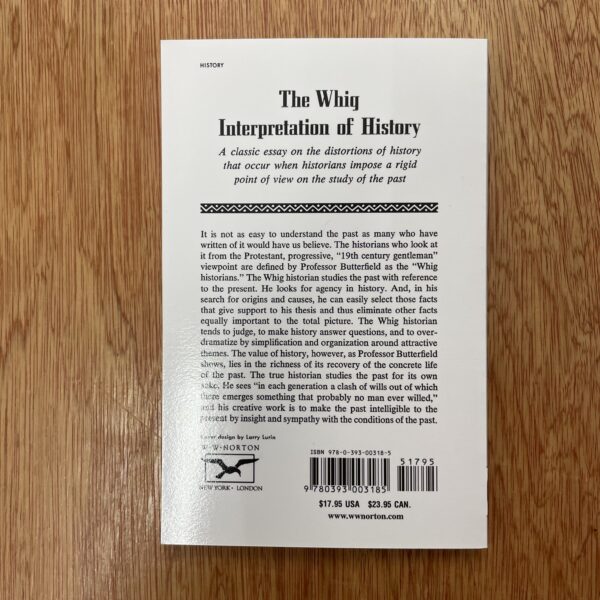 HISTORY
The Whig
Interpretation of History
A classic essay on the distortions of history
that occur when historians impose a rigid
point of view on the study of the past
It is not as easy to understand the past as many who have
written of it would have us believe. The historians who look at
it from the Protestant, progressive, “19th century gentleman”
viewpoint are defined by Professor Butterfield as the “Whig
historians.” The Whig historian studies the past with reference
to the present. He looks for agency in history. And, in his
search for origins and causes, he can easily select those facts
that give support to his thesis and thus eliminate other facts
equally important to the total picture. The Whig historian
tends to judge, to make history answer questions, and to over-
dramatize by simplification and organization around attractive
themes. The value of history, however, as Professor Butterfield
shows, lies in the richness of its recovery of the concrete life
of the past. The true historian studies the past for its own
sake. He sees “in each generation a clash of wills out of which
there emerges something that probably no man ever willed,”
and his creative work is to make the past intelligible to the
present by insight and sympathy with the conditions of the past.
Cover design by Larry Lurin
W·W·NORTON
NEW YORK · LONDON
ISBN 978-0-393-00318-5
51795
9 780393 003185
$17.95 USA $23.95 CAN.
www.wwnorton.com